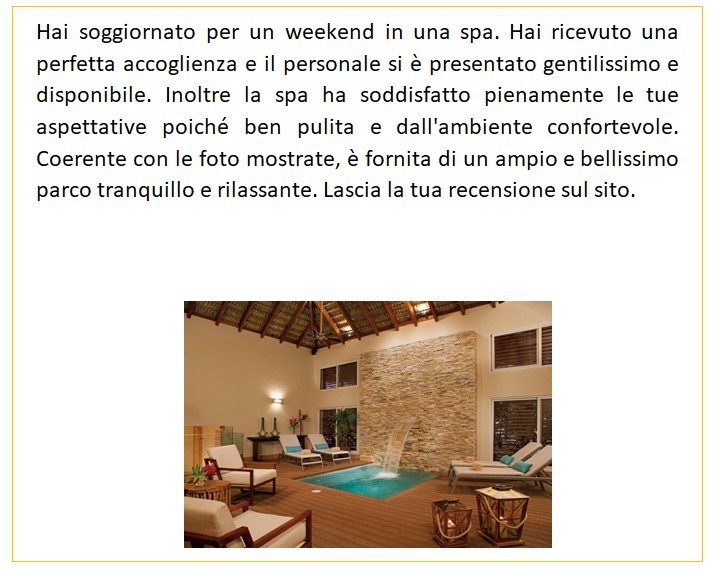 Hai soggiornato per un weekend in una spa. Hai ricevuto una
perfetta accoglienza e il personale si è presentato gentilissimo e
disponibile. Inoltre la spa ha soddisfatto pienamente le tue
aspettative poiché ben pulita e dall'ambiente confortevole.
Coerente con le foto mostrate, è fornita di un ampio e bellissimo
parco tranquillo e rilassante. Lascia la tua recensione sul sito.